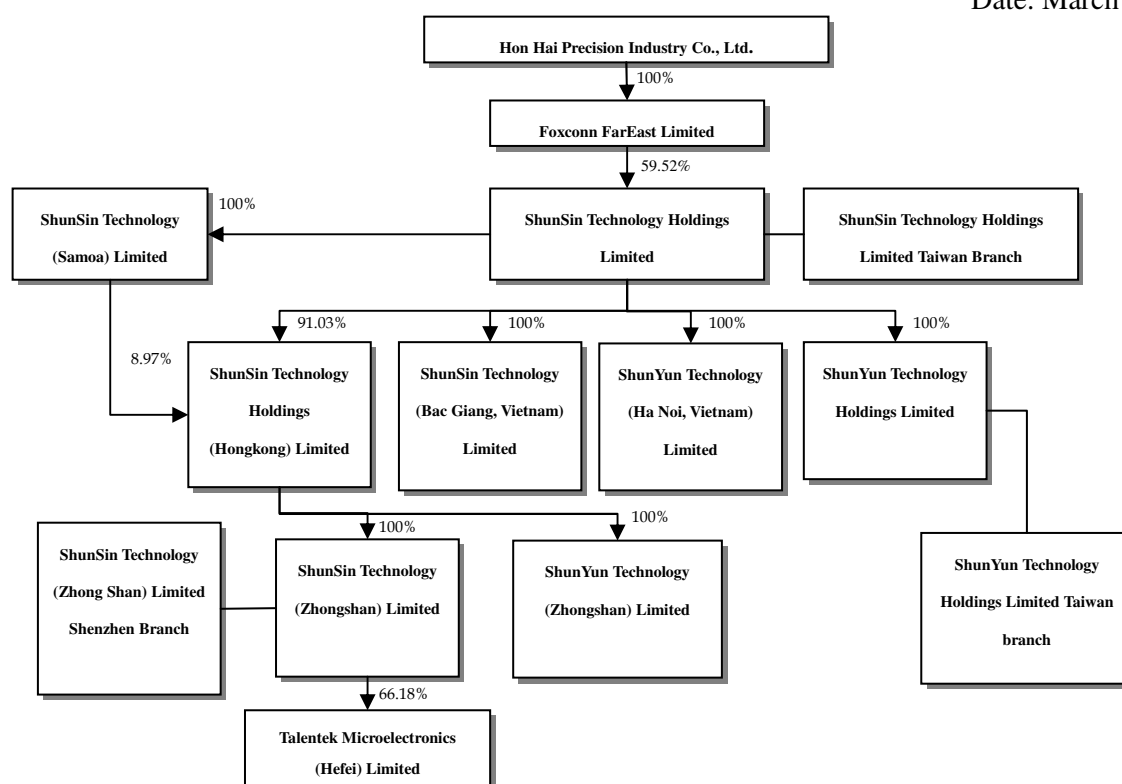 Date: March
Hon Hai Precision Industry Co., Ltd.
100%
Foxconn FarEast Limited
59.52%
ShunSin Technology
(Samoa) Limited
100%
ShunSin Technology Holdings
Limited
ShunSin Technology Holdings
Limited Taiwan Branch
91.03%
100%
100%
100%
8.97%
ShunSin Technology
Holdings
(Hongkong) Limited
ShunSin Technology
(Bac Giang, Vietnam)
Limited
ShunYun Technology
(Ha Noi, Vietnam)
Limited
ShunYun Technology
Holdings Limited
100%
100%
ShunSin Technology
(Zhong Shan) Limited
Shenzhen Branch
ShunSin Technology
(Zhongshan) Limited
ShunYun Technology
(Zhongshan) Limited
ShunYun Technology
Holdings Limited Taiwan
branch
66.18%
Talentek Microelectronics
(Hefei) Limited